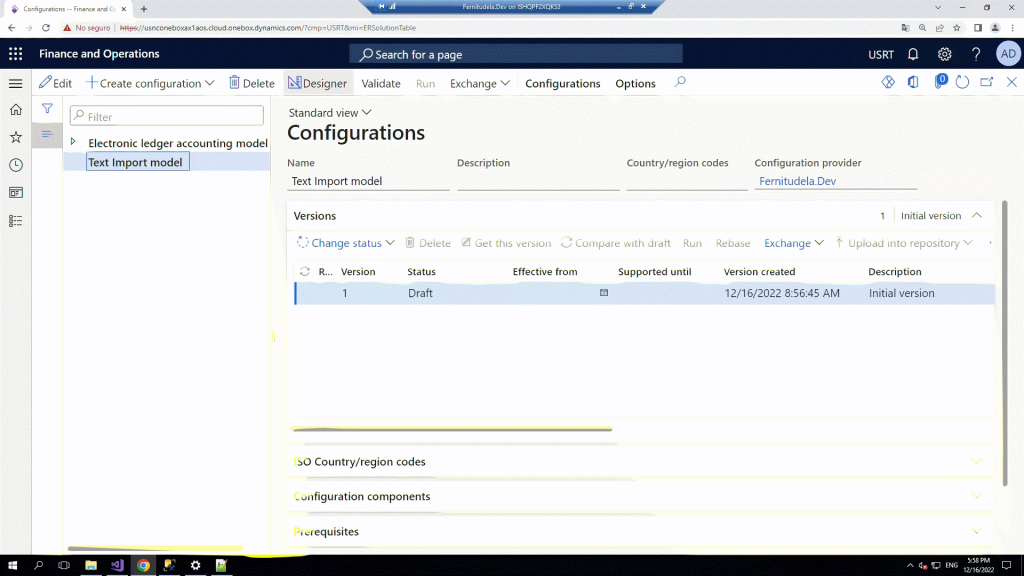 Configurations -- Finance and O
Fernitudela.Dev on ISHQPF2XQKS3
No seguro
https://usnconeboxax1aos.cloud.onebox.dynamics.com/?cmp=USRT&mi=ERSolutionTable
Finance and Operations
Search for a page
USRT
AD
Edit
Create configuration
Delete
Designer
Validate
Run
Exchange
Configurations
Options
0
Filter
Electronic ledger accounting model
Text Import model
Standard view
Configurations
Name Description Country/region codes Configuration provider
Text Import model Fernitudela.Dev
Versions 1 Initial version
Change status Delete Get this version Compare with draft Run Rebase Exchange Upload into repository
R... Version Status Effective from Supported until Version created Description
1 Draft 12/16/2022 8:56:45 AM Initial version
ISO Country/region codes
Configuration components
Prerequisites
ENG
5:58 PM
12/16/2022